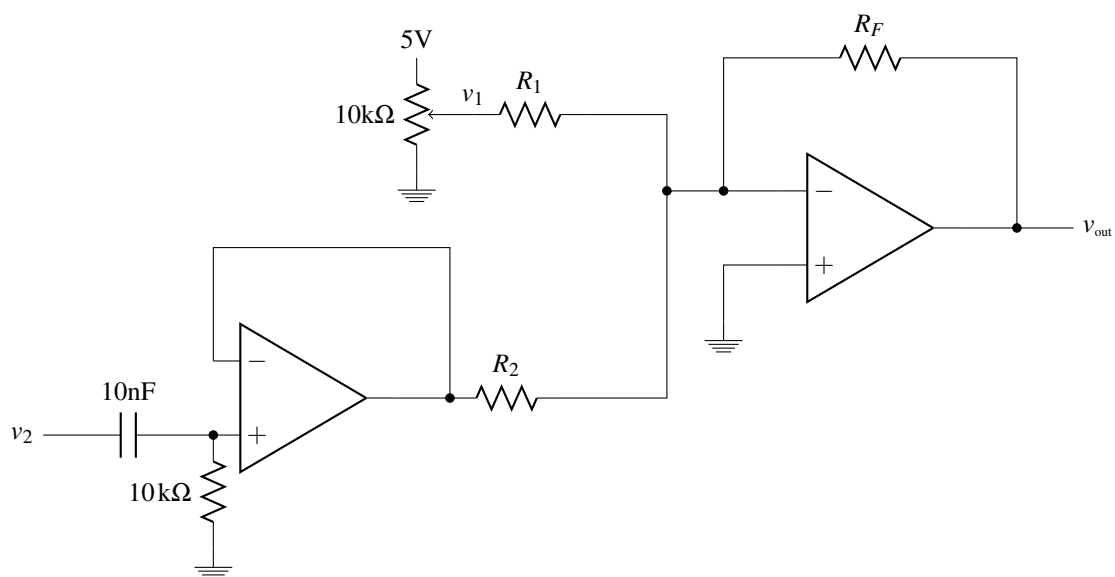 R_F
5V
R_1
v_1
10kΩ
−
v_out
+
R_2
−
10nF
v_2
+
10kΩ